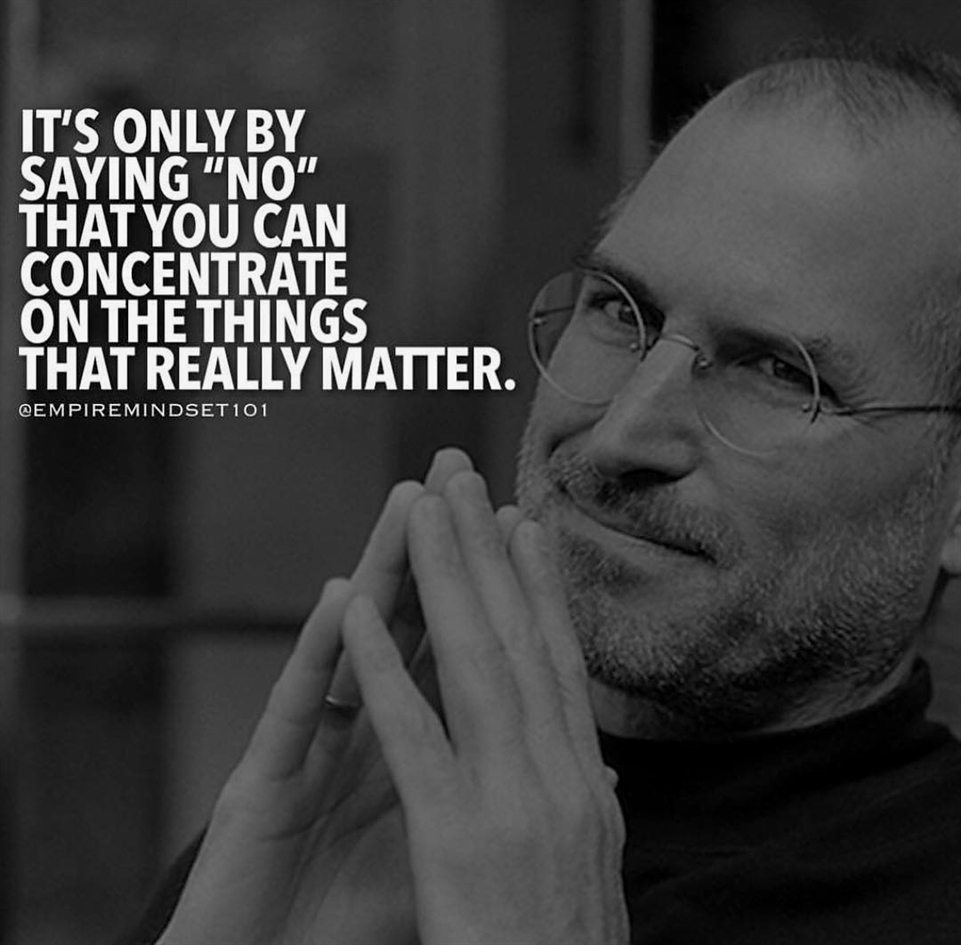 IT'S ONLY BY
SAYING “NO”
THAT YOU CAN
CONCENTRATE
ON THE THINGS
THAT REALLY MATTER.
@EMPIREMINDSET101